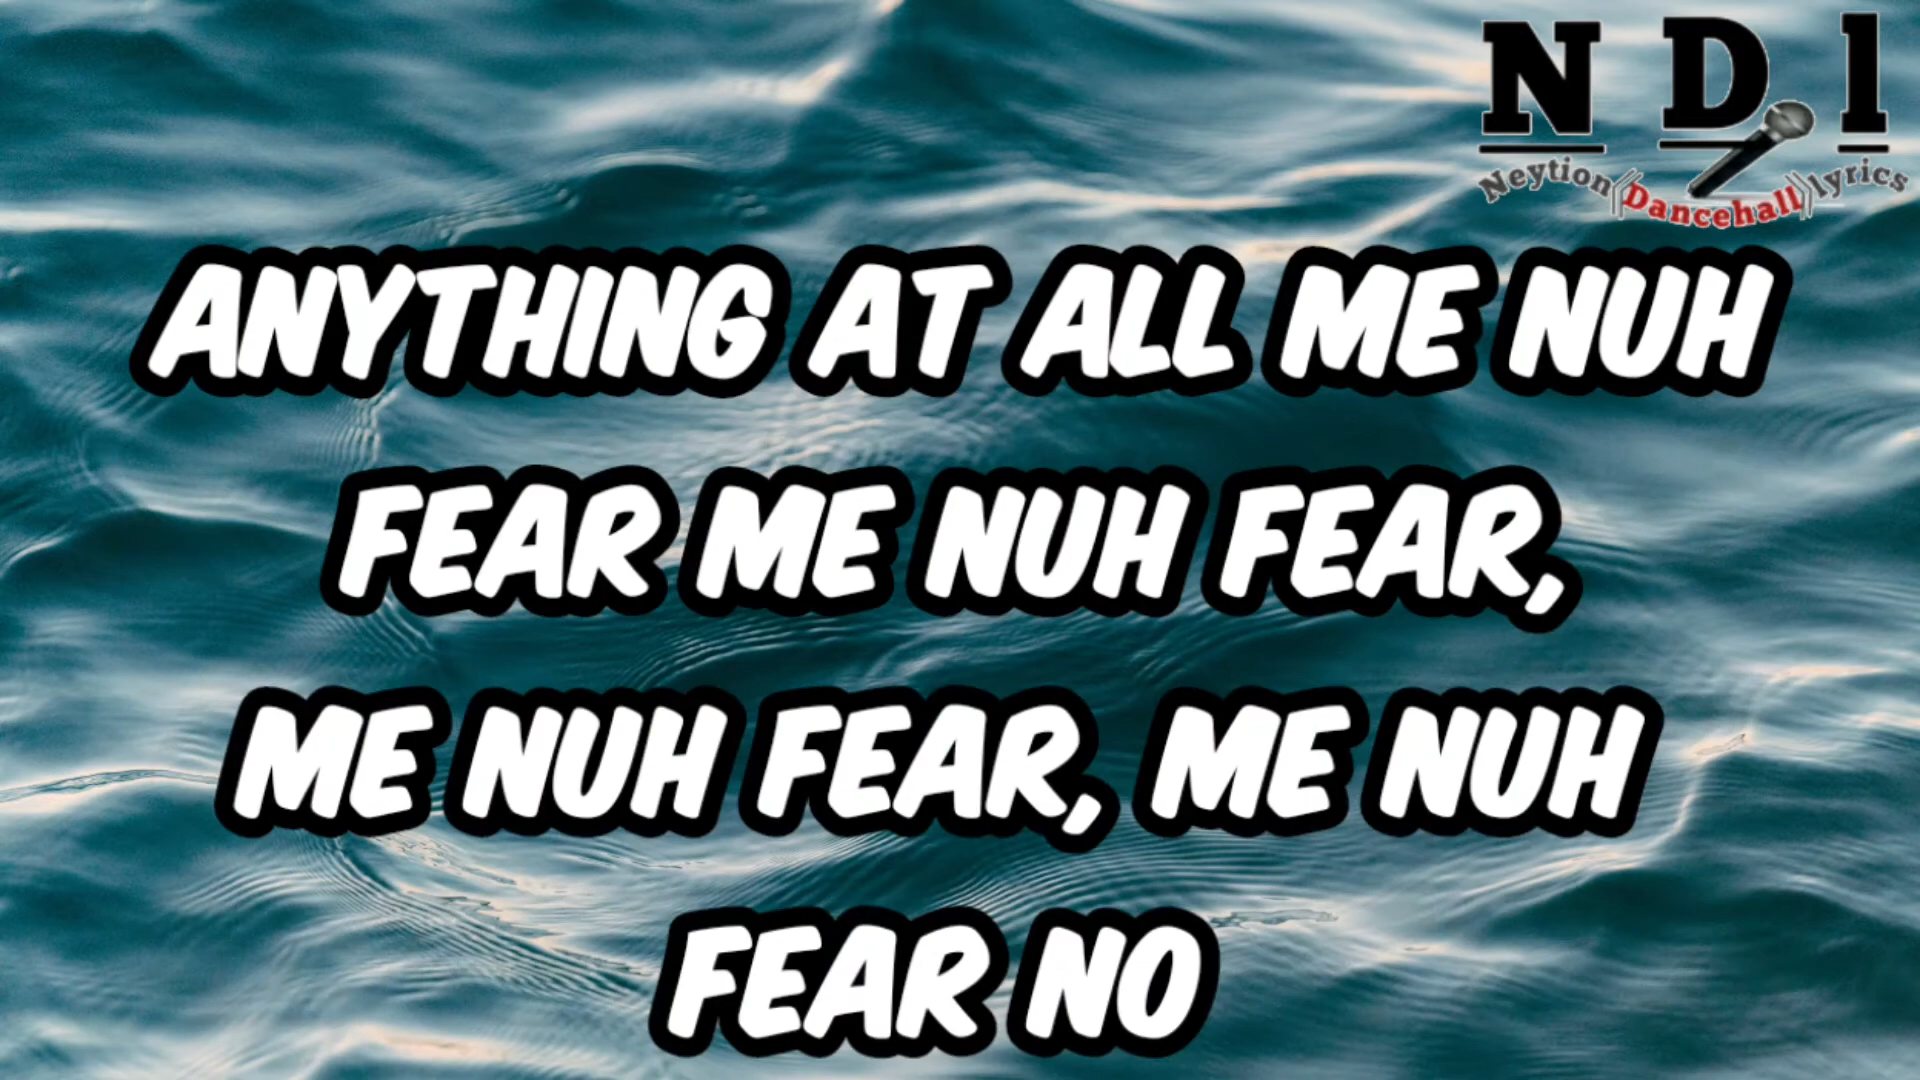 N D l
Neytion《Dancehall》lyrics
ANYTHING AT ALL ME NUH
FEAR ME NUH FEAR,
ME NUH FEAR, ME NUH
FEAR NO